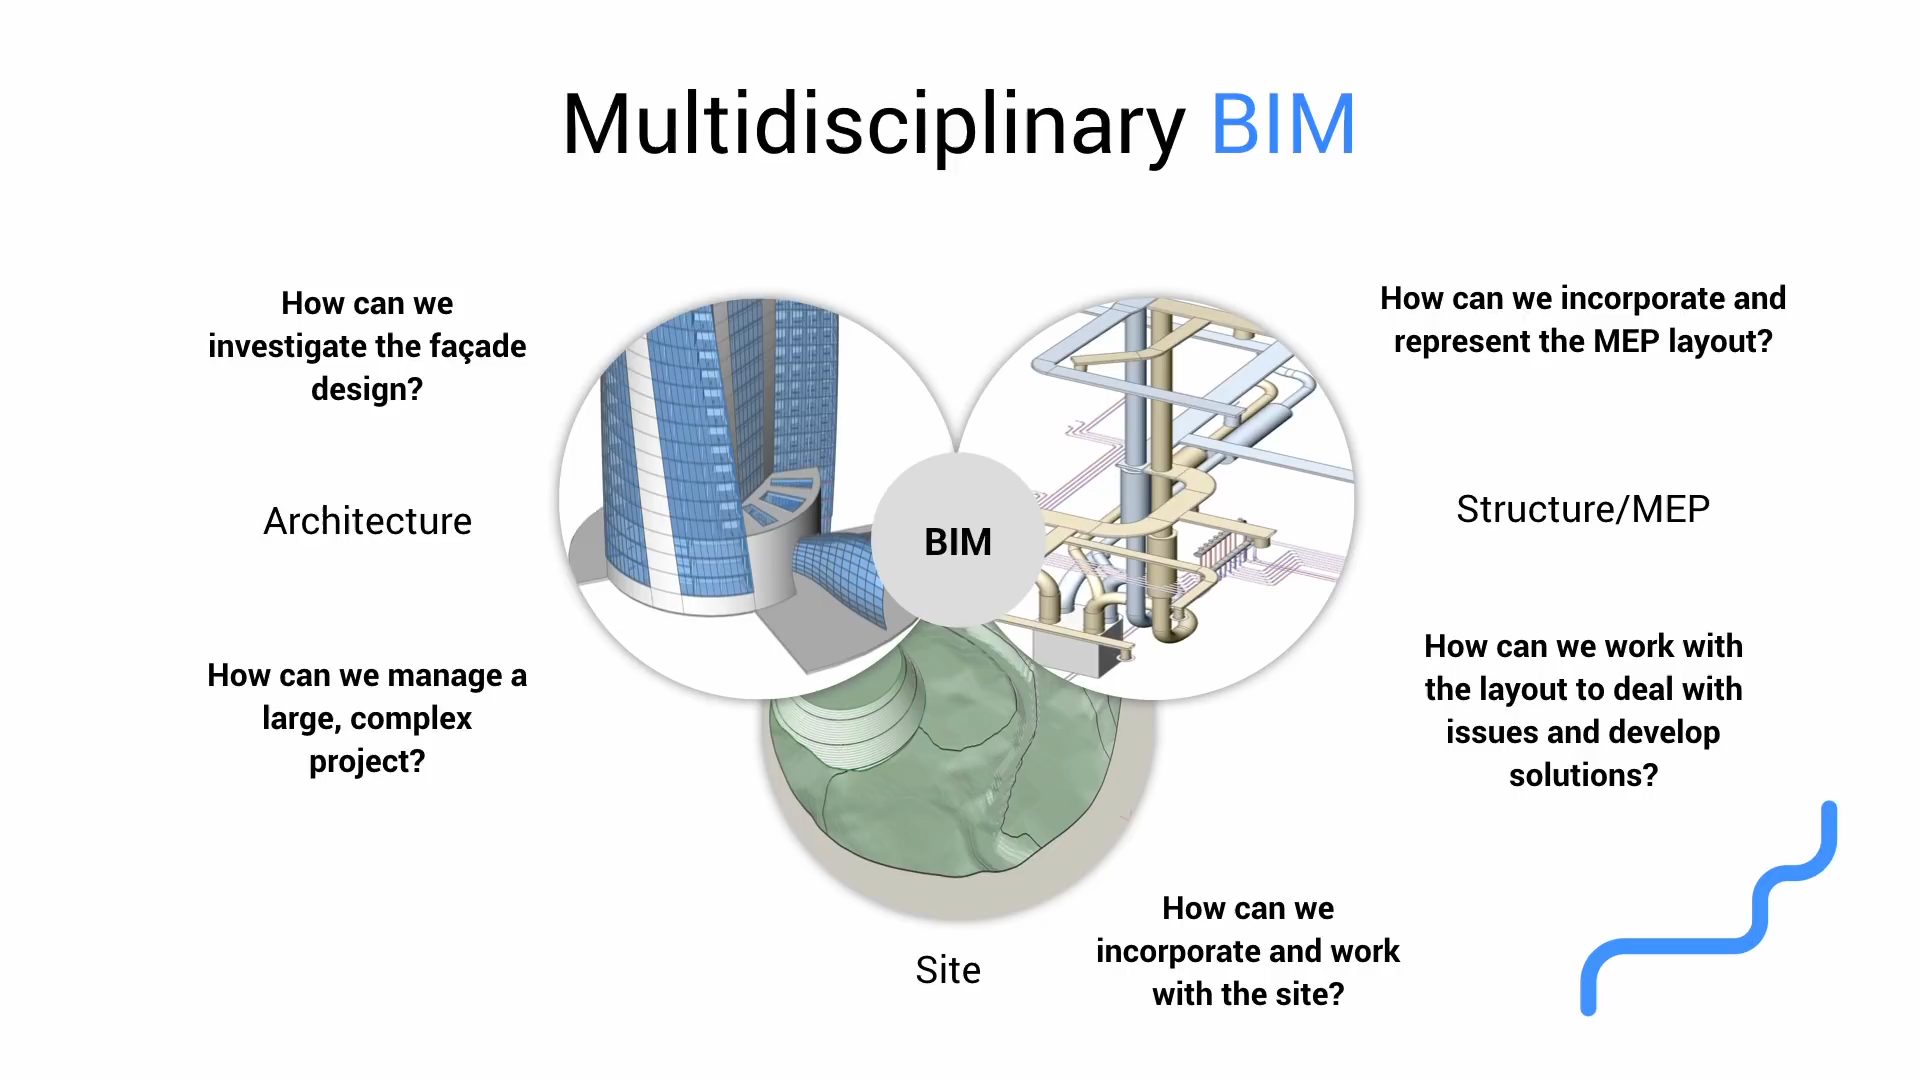 Multidisciplinary BIM
How can we
investigate the façade
design?
Architecture
How can we manage a
large, complex
project?
BIM
How can we incorporate and
represent the MEP layout?
Structure/MEP
How can we work with
the layout to deal with
issues and develop
solutions?
Site
How can we
incorporate and work
with the site?